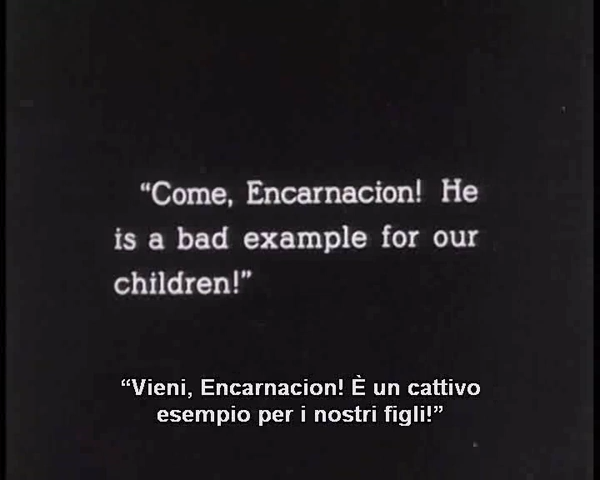 “Come, Encarnacion! He
is a bad example for our
children!”
“Vieni, Encarnacion! È un cattivo
esempio per i nostri figli!”